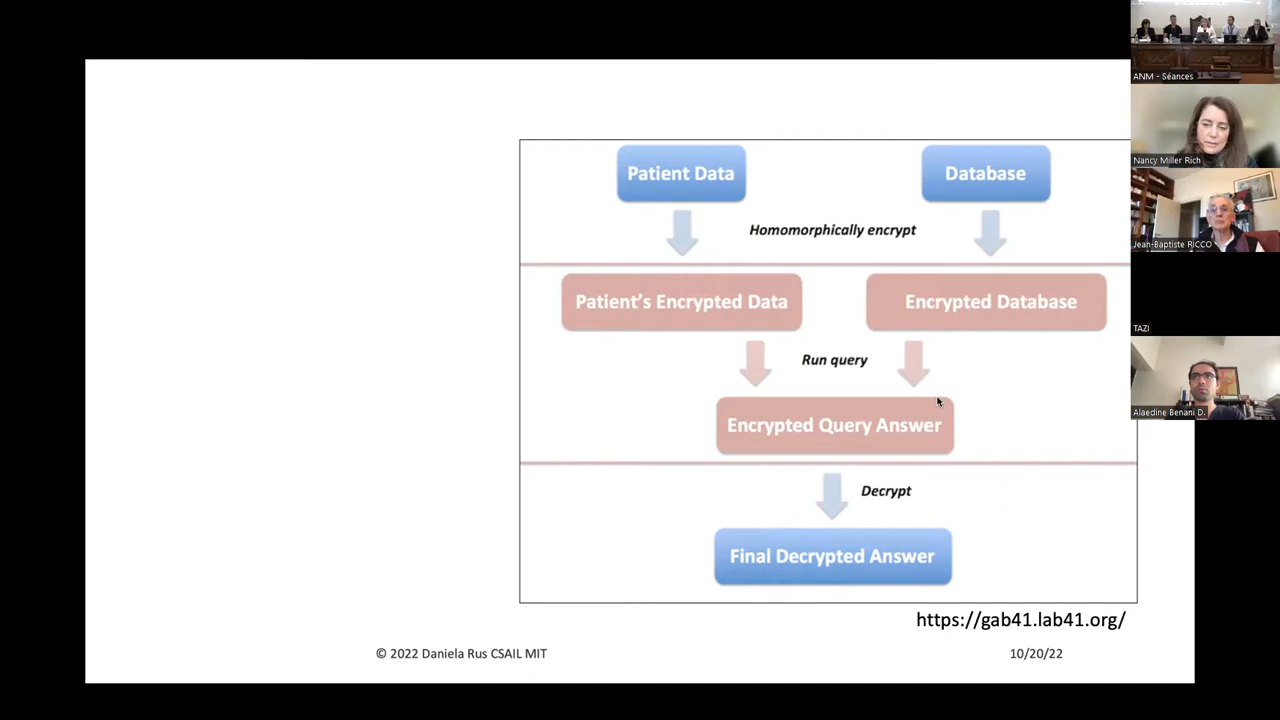 Patient Data
Database
Homomorphically encrypt
Patient's Encrypted Data
Encrypted Database
Run query
Encrypted Query Answer
Decrypt
Final Decrypted Answer
https://gab41.lab41.org/
© 2022 Daniela Rus CSAIL MIT
10/20/22
ANM - Séances
Nancy Miller Rich
Jean-Baptiste RICCO
TAZI
Alaedine Benani D.